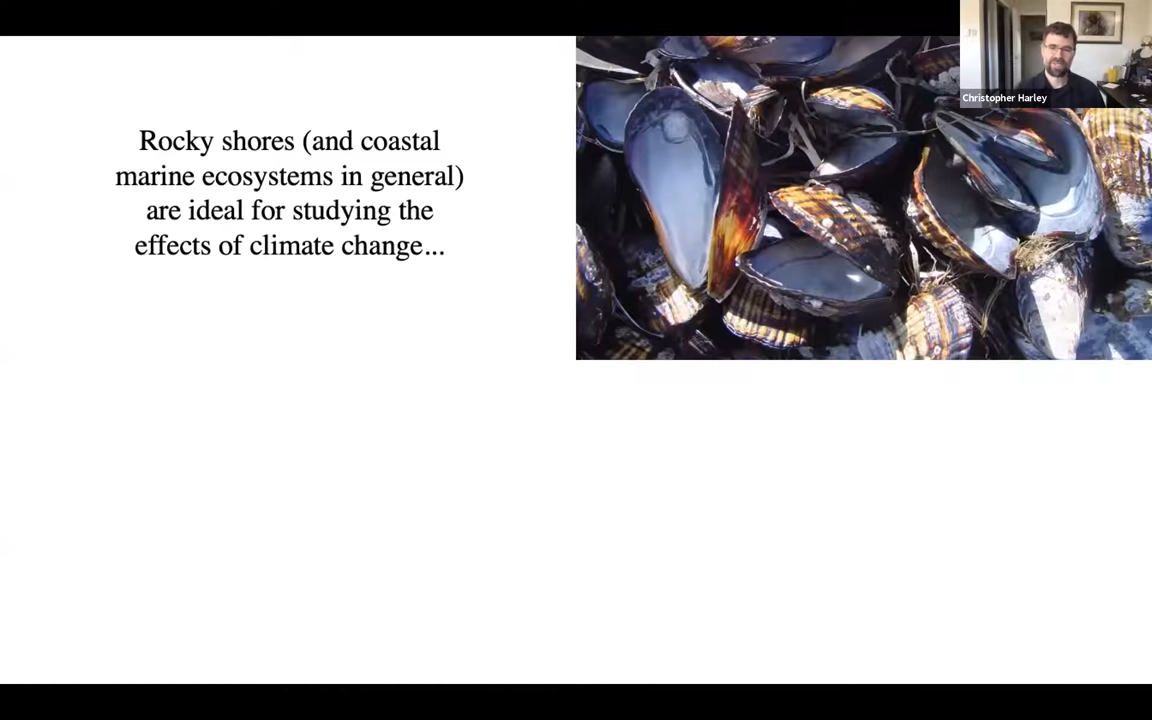 Christopher Harley
Rocky shores (and coastal
marine ecosystems in general)
are ideal for studying the
effects of climate change...